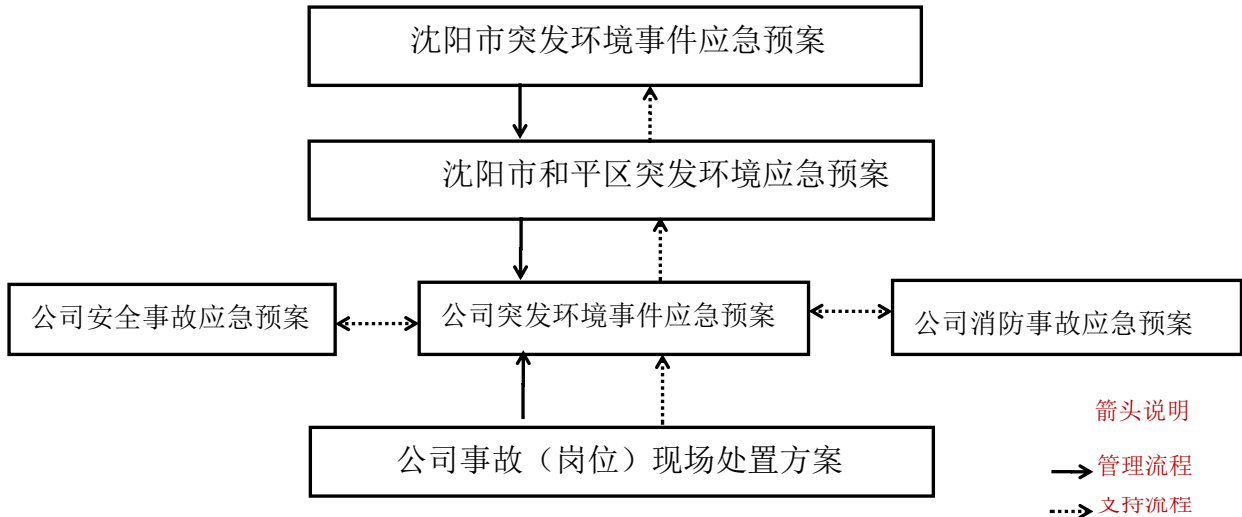 沈阳市突发环境事件应急预案
沈阳市和平区突发环境应急预案
公司安全事故应急预案
公司突发环境事件应急预案
公司消防事故应急预案
公司事故（岗位）现场处置方案
箭头说明
管理流程
支持流程